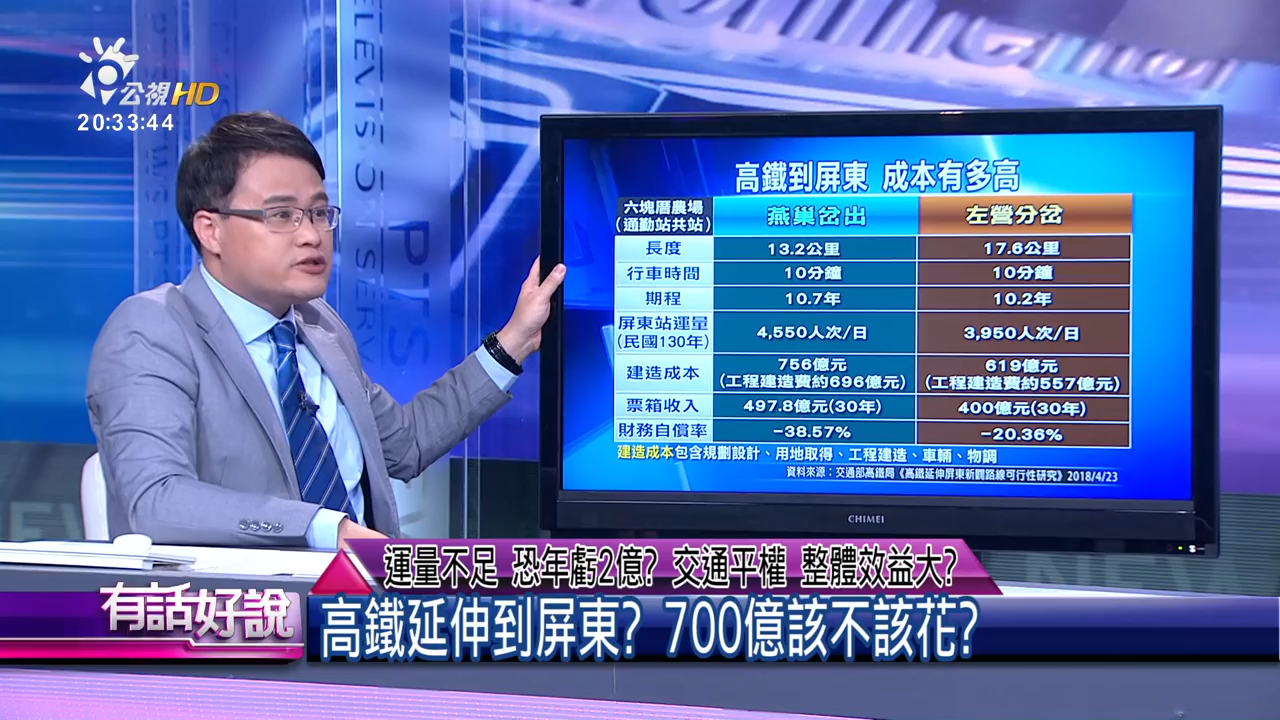 公視HD
20:33:44
PTS
高鐵到屏東 成本有多高
六塊厝農場(通勤站共站) 燕巢岔出 左營分岔
長度 13.2公里 17.6公里
行車時間 10分鐘 10分鐘
期程 10.7年 10.2年
屏東站運量(民國130年) 4,550人次/日 3,950人次/日
建造成本 756億元(工程建造費約696億元) 619億元(工程建造費約557億元)
票箱收入 497.8億元(30年) 400億元(30年)
財務自償率 -38.57% -20.36%
建造成本包含規劃設計、用地取得、工程建造、車輛、物調
資料來源：交通部高鐵局《高鐵延伸屏東新闢路線可行性研究》2018/4/23
CHIMEI
運量不足 恐年虧2億? 交通平權 整體效益大?
有話好說
高鐵延伸到屏東? 700億該不該花?